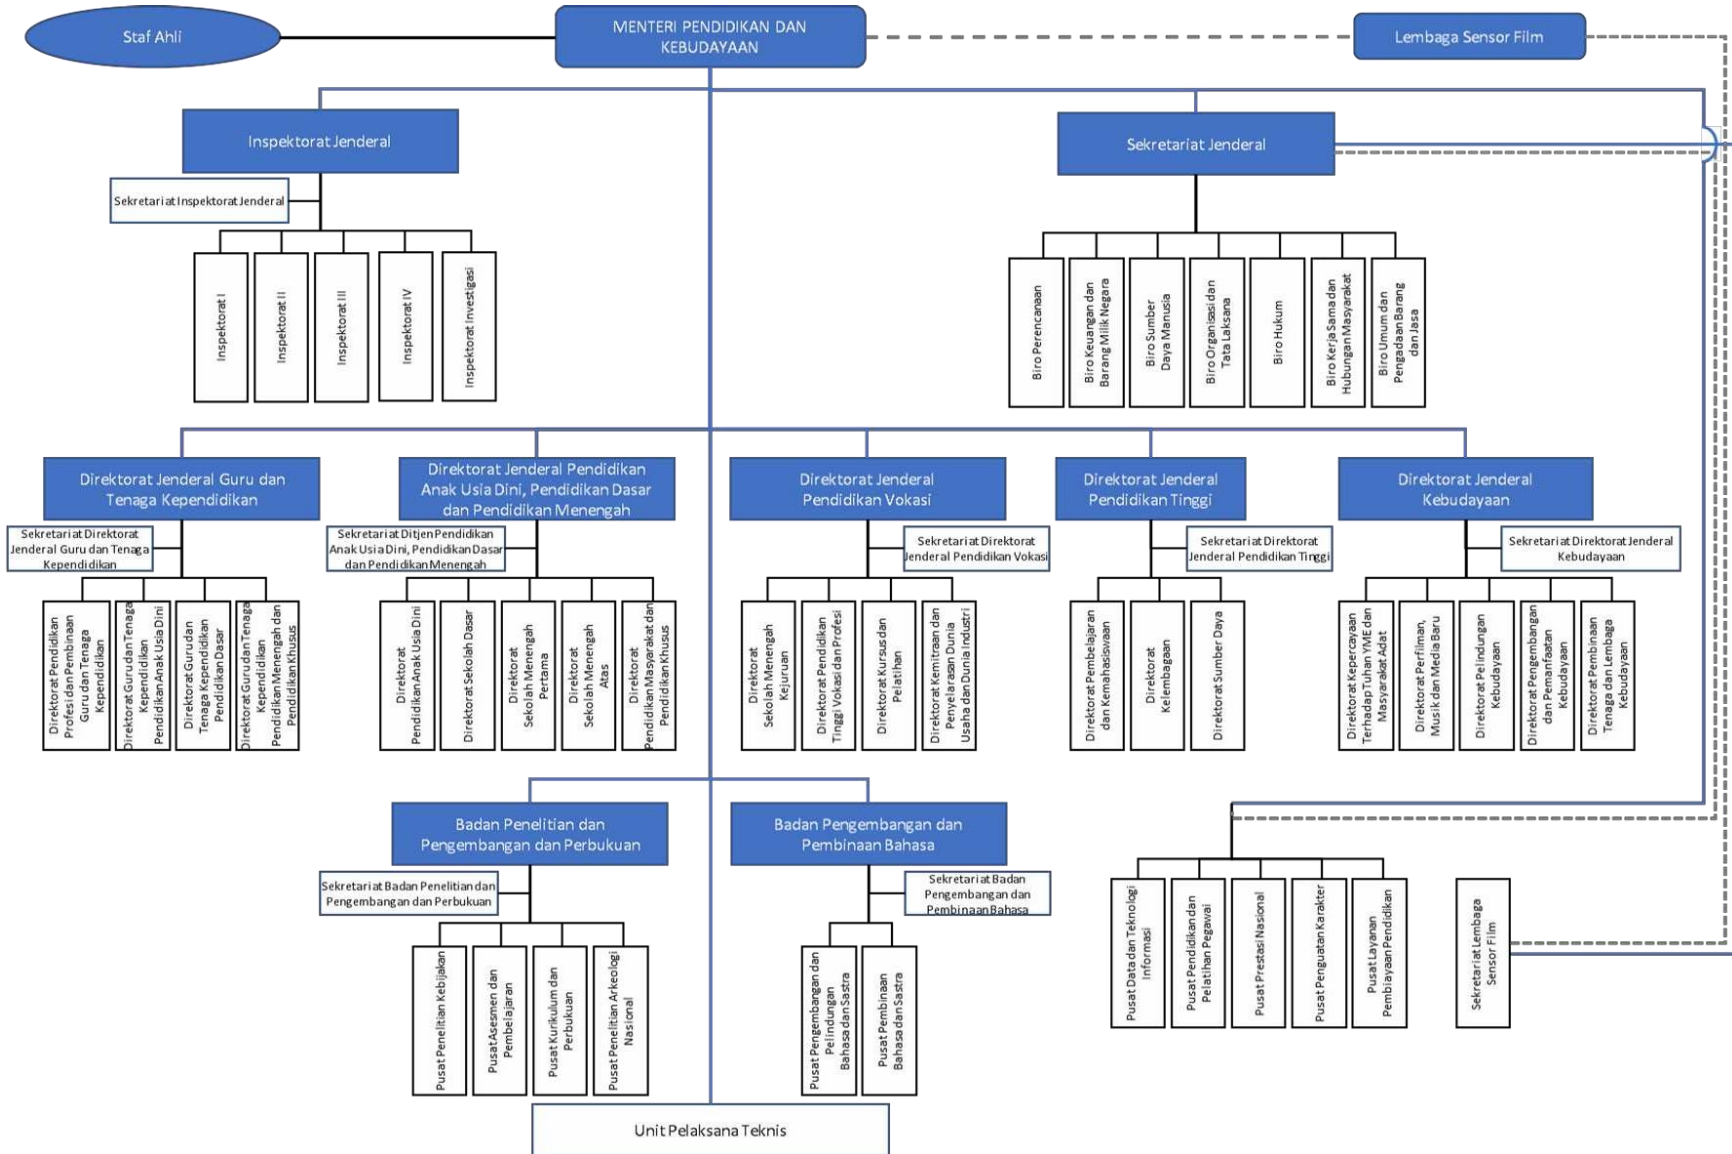 Staf Ahli
MENTERI PENDIDIKAN DAN
KEBUDAYAAN
Lembaga Sensor Film
Inspektorat Jenderal
Sekretariat Jenderal
Sekretariat Inspektorat Jenderal
Inspektorat I
Inspektorat II
Inspektorat III
Inspektorat IV
Inspektorat Investigasi
Biro Perencanaan
Biro Keuangan dan
Barang Milik Negara
Biro Sumber
Daya Manusia
Biro Organisasi dan
Tata Laksana
Biro Hukum
Biro Kerja Sama dan
Hubungan Masyarakat
Biro Umum dan
Pengadaan Barang
dan Jasa
Direktorat Jenderal Guru dan
Tenaga Kependidikan
Direktorat Jenderal Pendidikan
Anak Usia Dini, Pendidikan Dasar
dan Pendidikan Menengah
Direktorat Jenderal
Pendidikan Vokasi
Direktorat Jenderal
Pendidikan Tinggi
Direktorat Jenderal
Kebudayaan
Sekretariat Direktorat
Jenderal Guru dan Tenaga
Kependidikan
Sekretariat Ditjen Pendidikan
Anak Usia Dini, Pendidikan Dasar
dan Pendidikan Menengah
Sekretariat Direktorat
Jenderal Pendidikan Vokasi
Sekretariat Direktorat
Jenderal Pendidikan Tinggi
Sekretariat Direktorat Jenderal
Kebudayaan
Direktorat Pendidikan
Profesi dan Pembinaan
Guru dan Tenaga
Kependidikan
Direktorat Guru dan Tenaga
Kependidikan
Pendidikan Anak Usia Dini
Direktorat Guru dan
Tenaga Kependidikan
Pendidikan Dasar
Direktorat Guru dan Tenaga
Kependidikan
Pendidikan Menengah dan
Pendidikan Khusus
Direktorat
Pendidikan Anak Usia Dini
Direktorat Sekolah Dasar
Direktorat
Sekolah Menengah
Pertama
Direktorat
Sekolah Menengah
Atas
Direktorat
Pendidikan Masyarakat dan
Pendidikan Khusus
Direktorat
Sekolah Menengah
Kejuruan
Direktorat Pendidikan
Tinggi Vokasi dan Profesi
Direktorat Kursus dan
Pelatihan
Direktorat Kemitraan dan
Penyelarasan Dunia
Usaha dan Dunia Industri
Direktorat Pembelajaran
dan Kemahasiswaan
Direktorat
Kelembagaan
Direktorat Sumber Daya
Direktorat Kepercayaan
Terhadap Tuhan YME dan
Masyarakat Adat
Direktorat Perfilman,
Musik dan Media Baru
Direktorat Pelindungan
Kebudayaan
Direktorat Pengembangan
dan Pemanfaatan
Kebudayaan
Direktorat Pembinaan
Tenaga dan Lembaga
Kebudayaan
Badan Penelitian dan
Pengembangan dan Perbukuan
Badan Pengembangan dan
Pembinaan Bahasa
Sekretariat Badan Penelitian dan
Pengembangan dan Perbukuan
Sekretariat Badan
Pengembangan dan
Pembinaan Bahasa
Pusat Penelitian Kebijakan
Pusat Asesmen dan
Pembelajaran
Pusat Kurikulum dan
Perbukuan
Pusat Penelitian Arkeologi
Nasional
Pusat Pengembangan dan
Pelindungan
Bahasa dan Sastra
Pusat Pembinaan
Bahasa dan Sastra
Pusat Data dan Teknologi
Informasi
Pusat Pendidikan dan
Pelatihan Pegawai
Pusat Prestasi Nasional
Pusat Penguatan Karakter
Pusat Layanan
Pembiayaan Pendidikan
Sekretariat Lembaga
Sensor Film
Unit Pelaksana Teknis